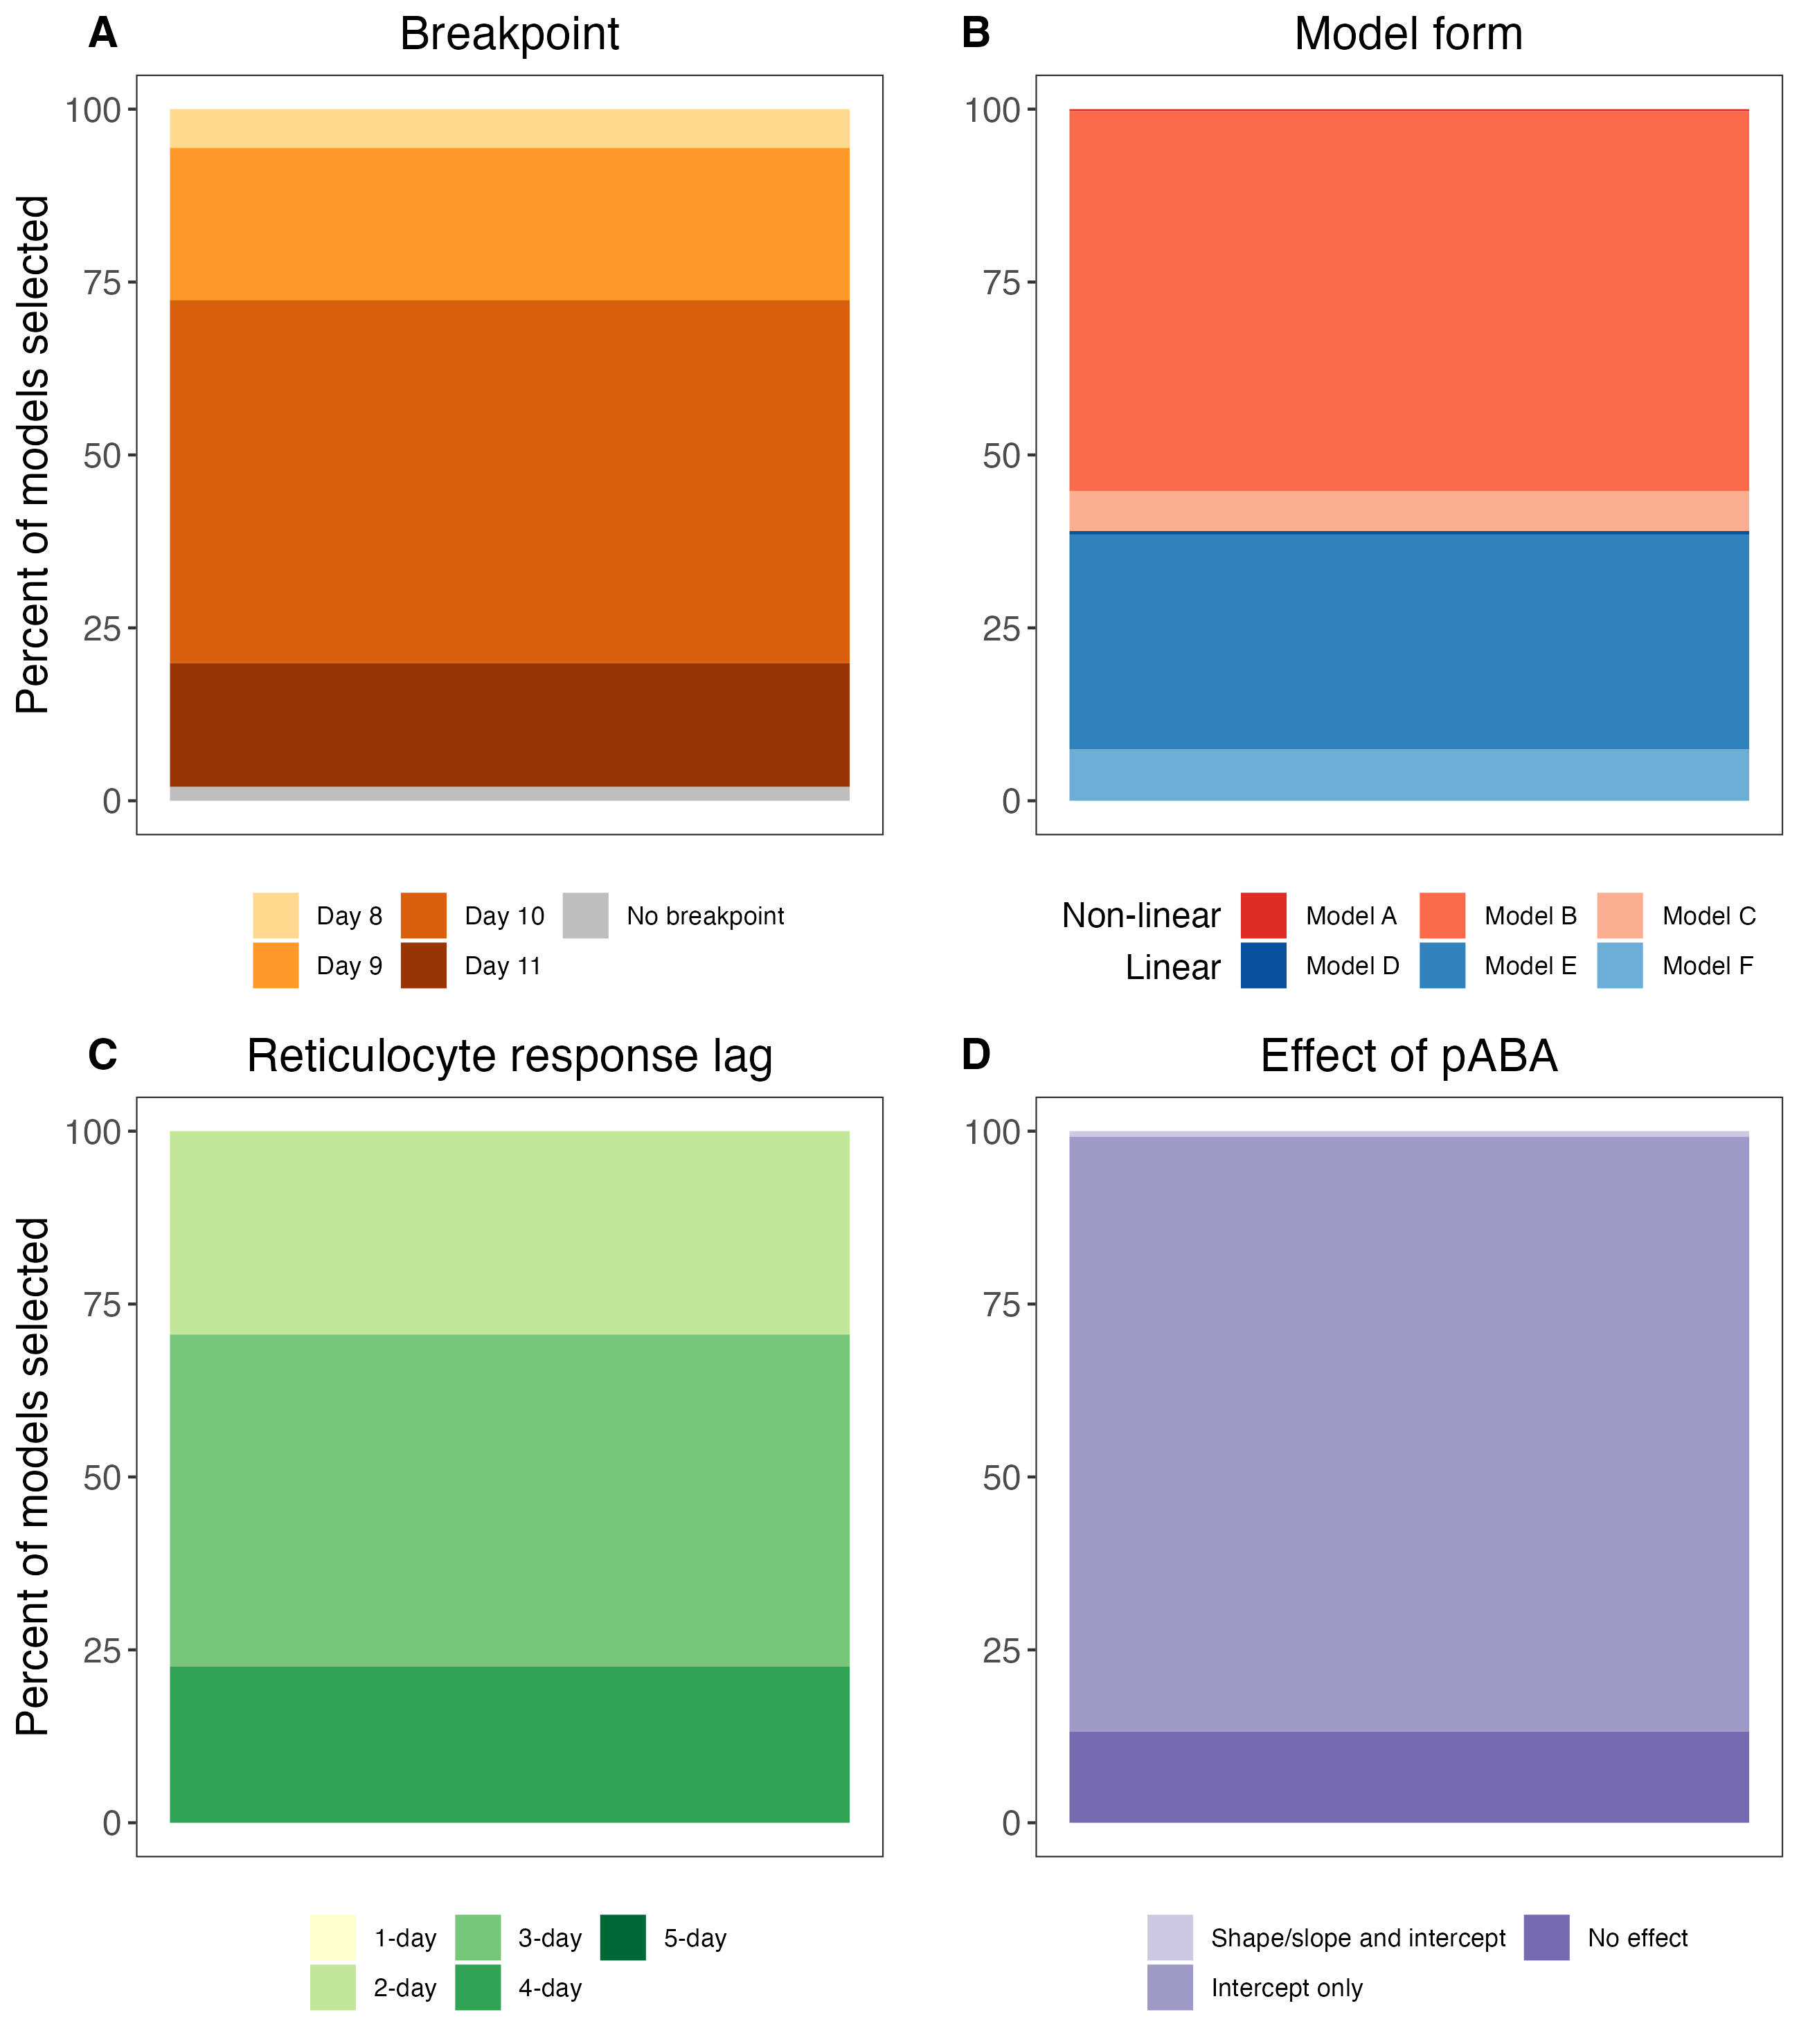 A Breakpoint
Percent of models selected
100
75
50
25
0
Day 8 Day 10 No breakpoint
Day 9 Day 11
B Model form
100
75
50
25
0
Non-linear Model A Model B Model C
Linear Model D Model E Model F
C Reticulocyte response lag
Percent of models selected
100
75
50
25
0
1-day 3-day 5-day
2-day 4-day
D Effect of pABA
100
75
50
25
0
Shape/slope and intercept No effect
Intercept only